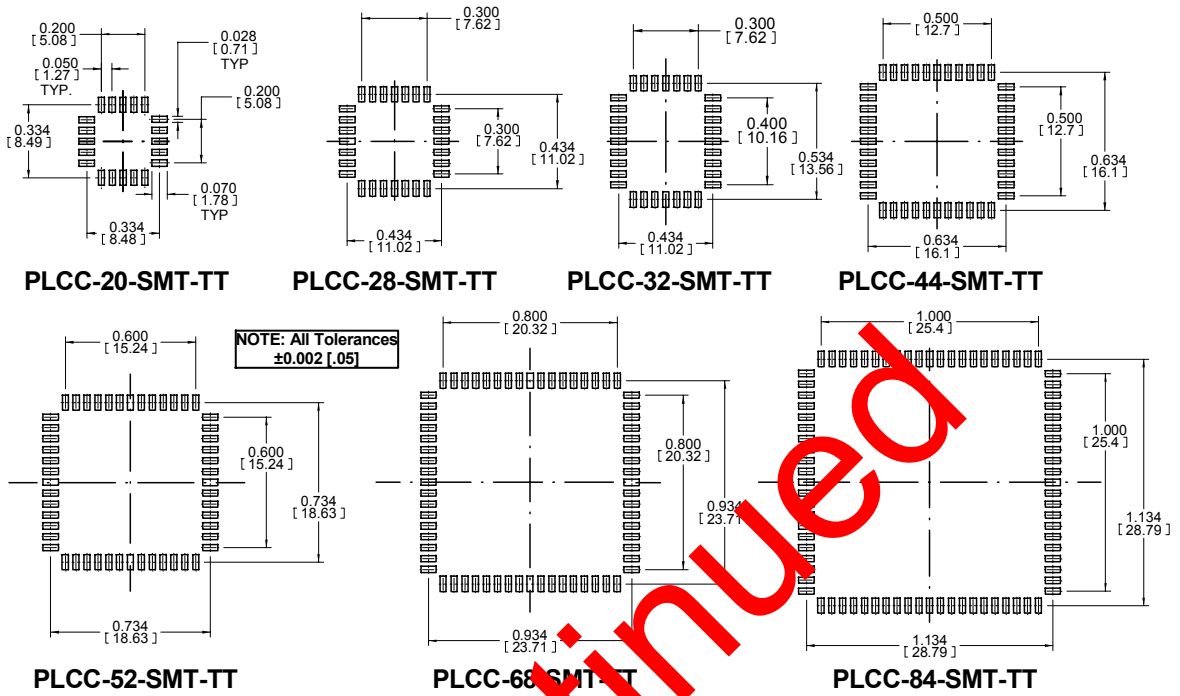 0.200
[ 5.08 ]
0.028
[ 0.71 ]
TYP
0.050
[ 1.27 ]
TYP.
0.200
[ 5.08 ]
0.334
[ 8.49 ]
0.070
[ 1.78 ]
TYP
0.334
[ 8.48 ]
PLCC-20-SMT-TT
0.300
[ 7.62 ]
0.300
[ 7.62 ]
0.434
[ 11.02 ]
0.434
[ 11.02 ]
PLCC-28-SMT-TT
0.300
[ 7.62 ]
0.400
[ 10.16 ]
0.534
[ 13.56 ]
0.434
[ 11.02 ]
PLCC-32-SMT-TT
0.500
[ 12.7 ]
0.500
[ 12.7 ]
0.634
[ 16.1 ]
0.634
[ 16.1 ]
PLCC-44-SMT-TT
0.600
[ 15.24 ]
NOTE: All Tolerances
±0.002 [.05]
0.600
[ 15.24 ]
0.734
[ 18.63 ]
0.734
[ 18.63 ]
PLCC-52-SMT-TT
0.800
[ 20.32 ]
0.800
[ 20.32 ]
0.934
[ 23.71
0.934
[ 23.71 ]
PLCC-68-SMT-TT
1.000
[ 25.4 ]
1.000
[ 25.4 ]
1.134
[ 28.79 ]
1.134
[ 28.79 ]
PLCC-84-SMT-TT
tinued